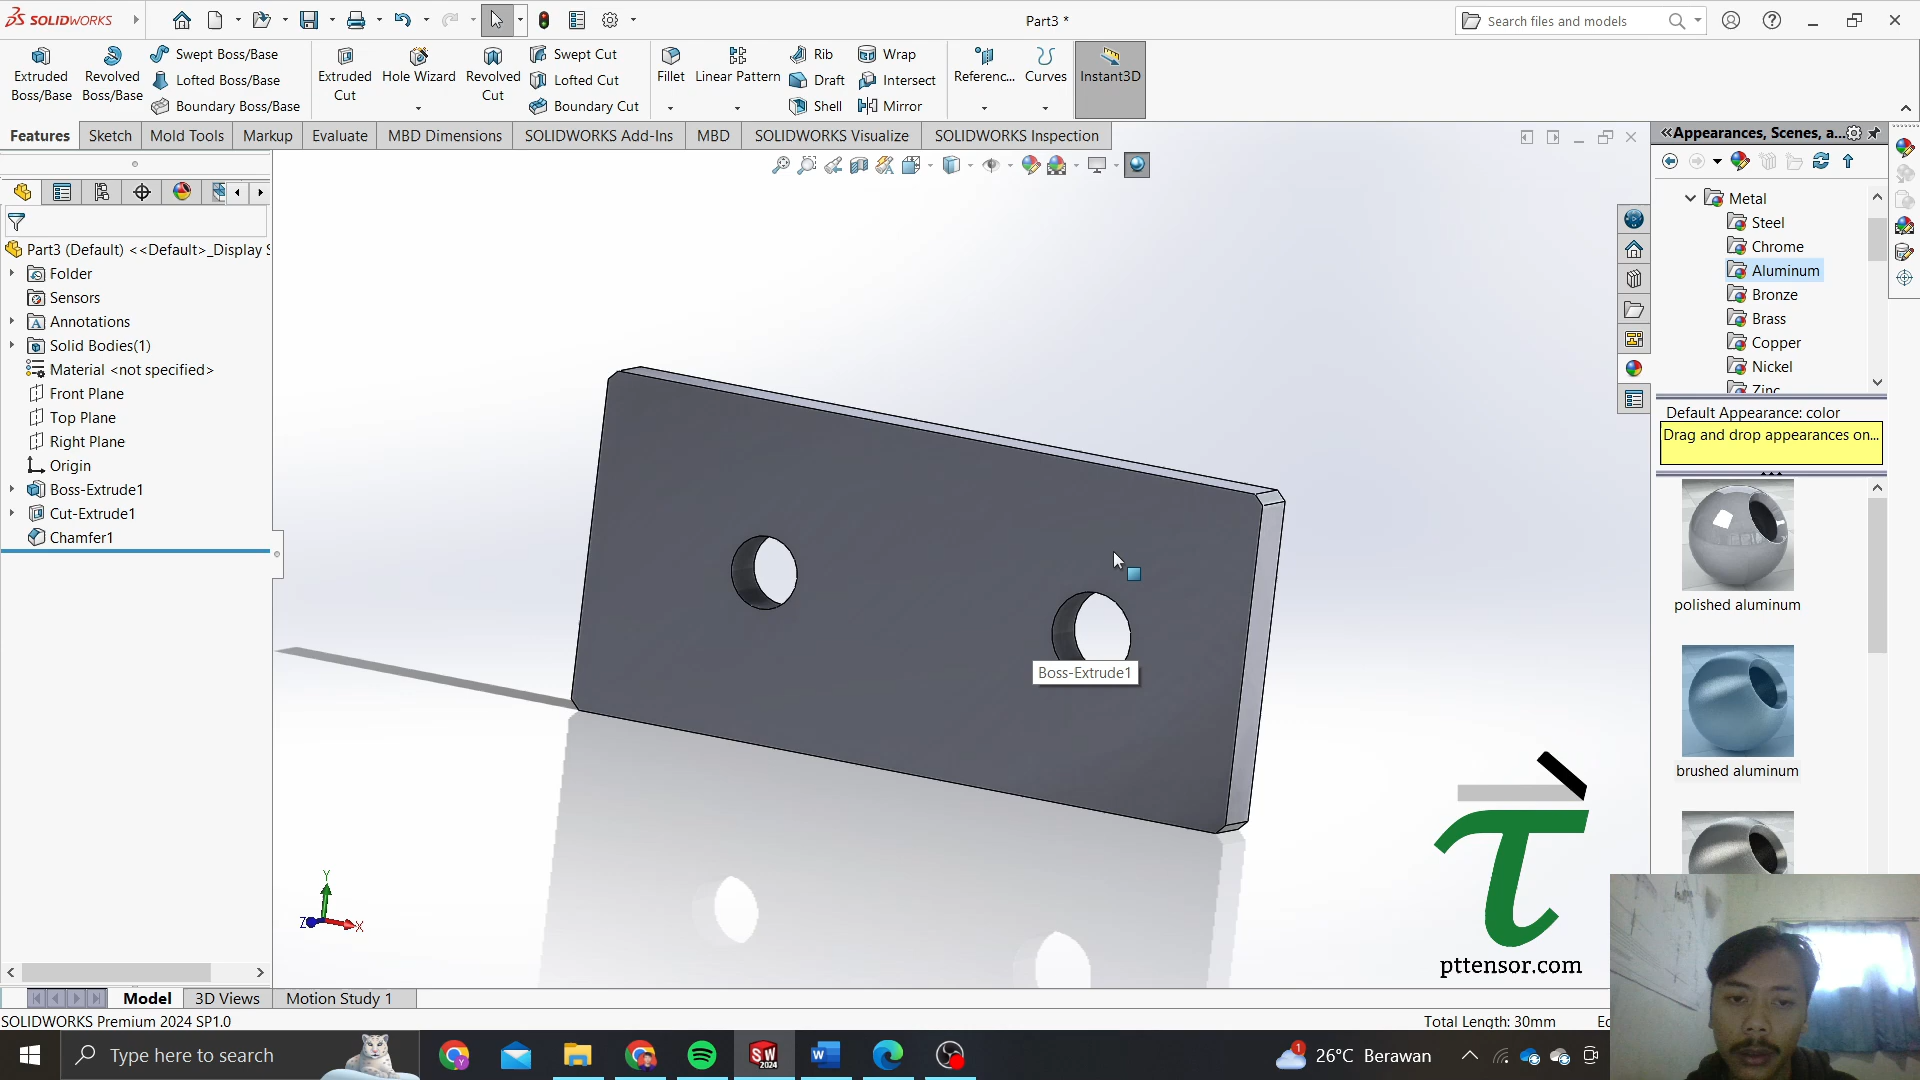 SOLIDWORKS
Part3 *
Search files and models
Extruded Boss/Base
Revolved Boss/Base
Swept Boss/Base
Lofted Boss/Base
Boundary Boss/Base
Extruded Cut
Hole Wizard
Revolved Cut
Swept Cut
Lofted Cut
Boundary Cut
Fillet
Linear Pattern
Rib
Draft
Shell
Wrap
Intersect
Mirror
Referenc...
Curves
Instant3D
Features
Sketch
Mold Tools
Markup
Evaluate
MBD Dimensions
SOLIDWORKS Add-Ins
MBD
SOLIDWORKS Visualize
SOLIDWORKS Inspection
Part3 (Default) <<Default>_Display S
Folder
Sensors
Annotations
Solid Bodies(1)
Material <not specified>
Front Plane
Top Plane
Right Plane
Origin
Boss-Extrude1
Cut-Extrude1
Chamfer1
Boss-Extrude1
Y
Z
X
«Appearances, Scenes, a...
Metal
Steel
Chrome
Aluminum
Bronze
Brass
Copper
Nickel
Zinc
Default Appearance: color
Drag and drop appearances on...
polished aluminum
brushed aluminum
pttensor.com
Model
3D Views
Motion Study 1
SOLIDWORKS Premium 2024 SP1.0
Total Length: 30mm
Type here to search
SW
2024
1
26°C Berawan